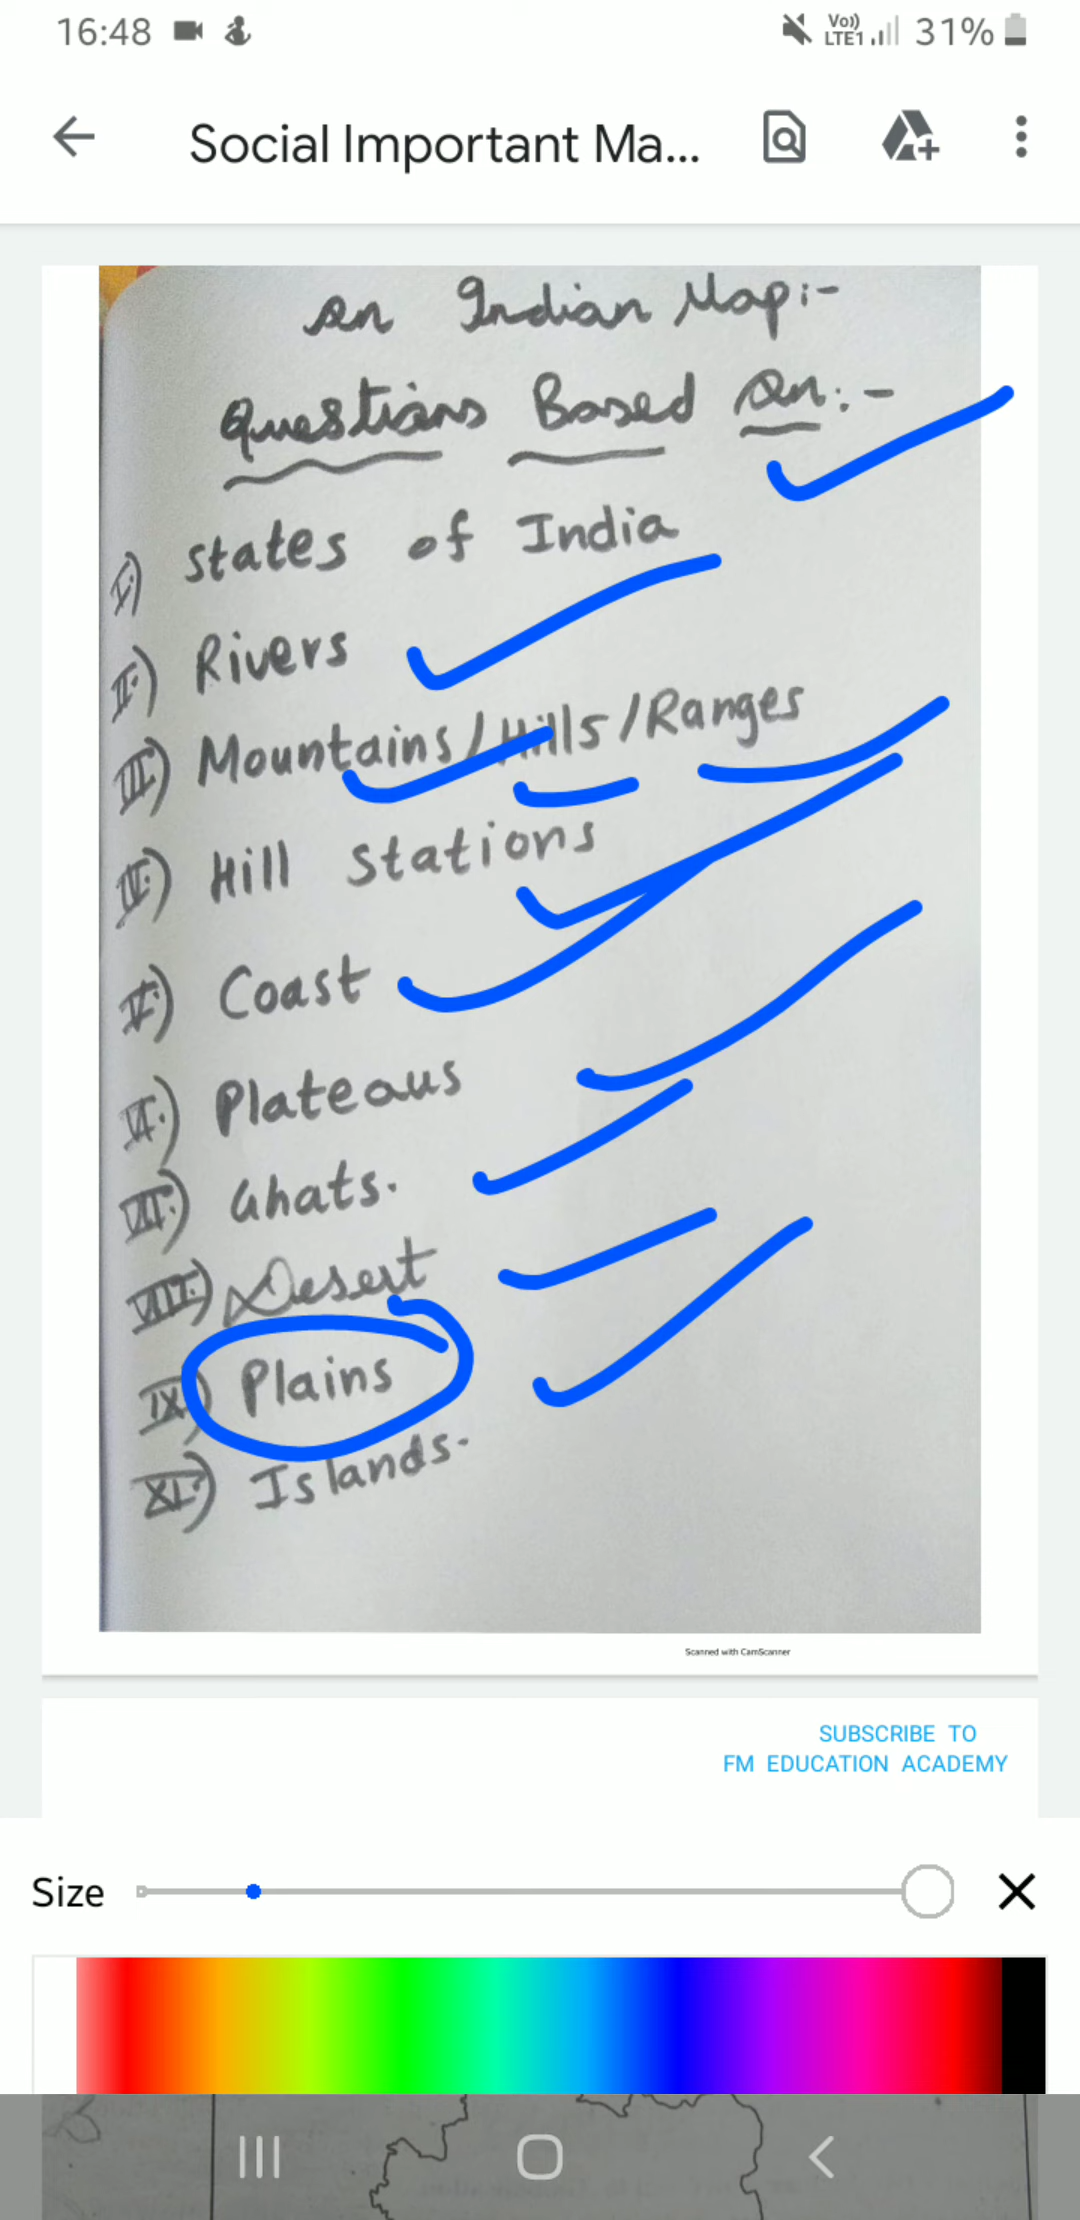 16:48 Vo)) LTE1 31%
Social Important Ma...
On Indian Map:-
Questions Based On:-
I.) States of India
II.) Rivers
III.) Mountains/Hills/Ranges
IV.) Hill Stations
V.) Coast
VI.) Plateaus
VII.) Ghats.
VIII.) Desert
IX) Plains
XI.) Islands.
Scanned with CamScanner
SUBSCRIBE TO
FM EDUCATION ACADEMY
Size